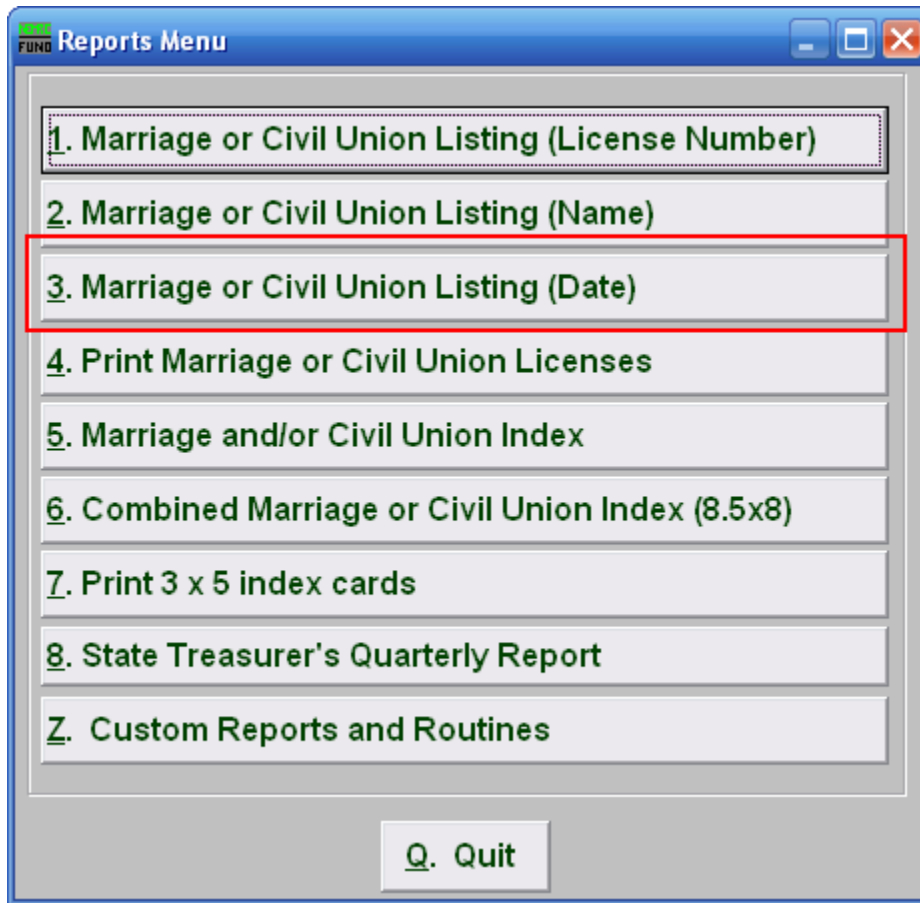 FUND Reports Menu
1. Marriage or Civil Union Listing (License Number)
2. Marriage or Civil Union Listing (Name)
3. Marriage or Civil Union Listing (Date)
4. Print Marriage or Civil Union Licenses
5. Marriage and/or Civil Union Index
6. Combined Marriage or Civil Union Index (8.5x8)
7. Print 3 x 5 index cards
8. State Treasurer's Quarterly Report
Z. Custom Reports and Routines
Q. Quit